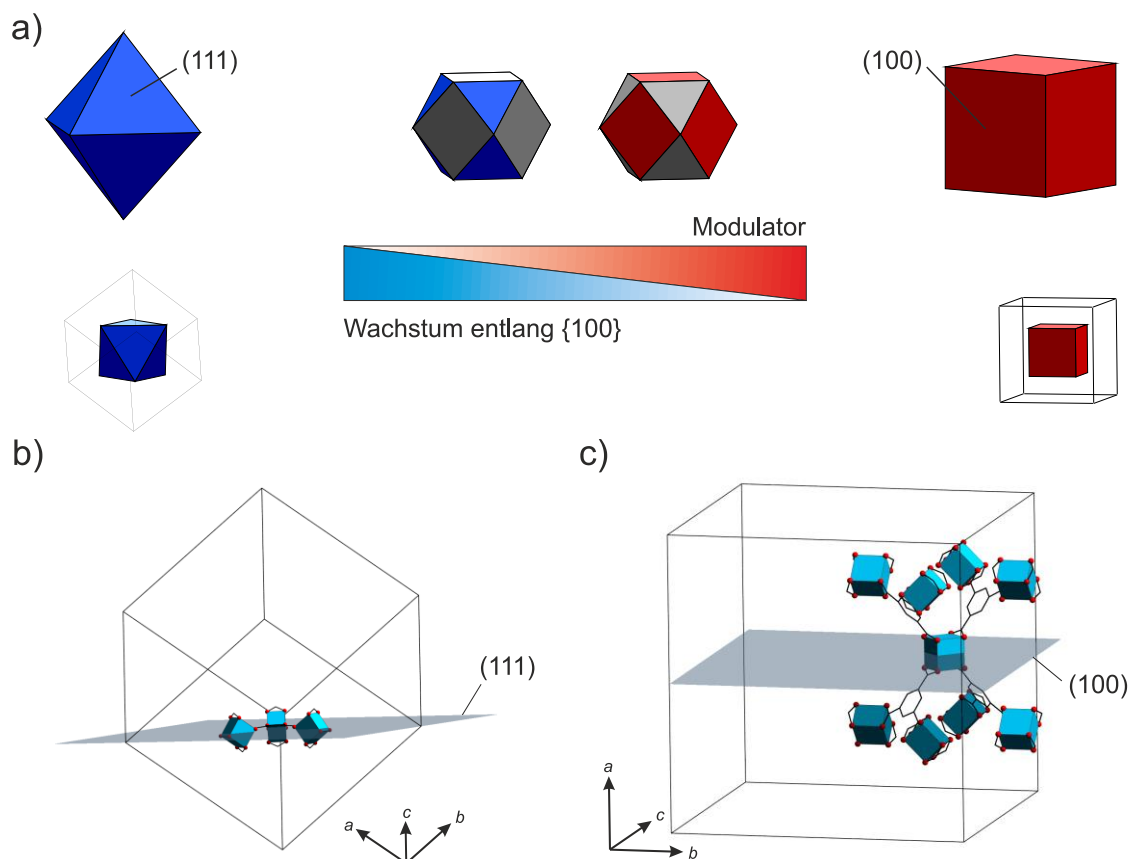 a)
(111)
(100)
Modulator
Wachstum entlang {100}
b)
c)
(111)
(100)
a
c
b
a
c
b